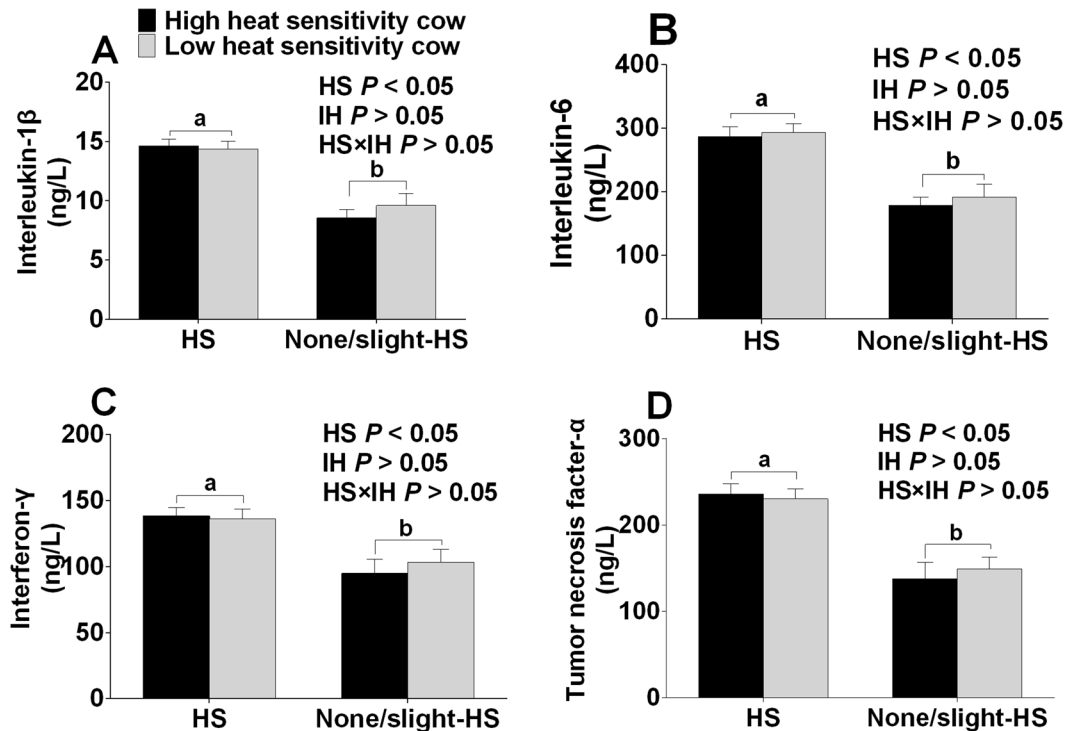 High heat sensitivity cow
Low heat sensitivity cow
A
Interleukin-1β
(ng/L)
20
15
10
5
0
a
b
HS P < 0.05
IH P > 0.05
HS×IH P > 0.05
HS
None/slight-HS
B
Interleukin-6
(ng/L)
400
300
200
100
0
a
b
HS P < 0.05
IH P > 0.05
HS×IH P > 0.05
HS
None/slight-HS
C
Interferon-γ
(ng/L)
200
150
100
50
0
a
b
HS P < 0.05
IH P > 0.05
HS×IH P > 0.05
HS
None/slight-HS
D
Tumor necrosis facter-α
(ng/L)
300
200
100
0
a
b
HS P < 0.05
IH P > 0.05
HS×IH P > 0.05
HS
None/slight-HS